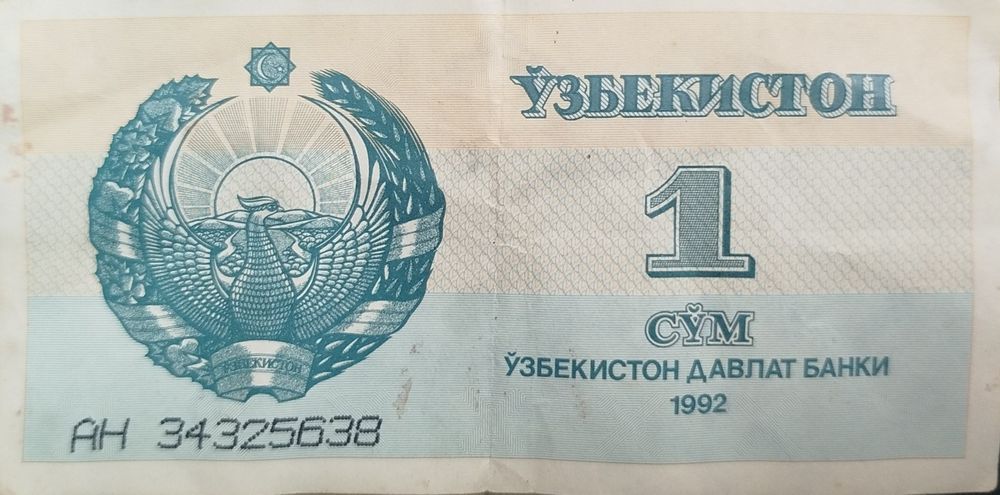 ЎЗБЕКИСТОН
1
СЎМ
ЎЗБЕКИСТОН ДАВЛАТ БАНКИ
1992
ЎЗБЕКИСТОН
АН 34325638